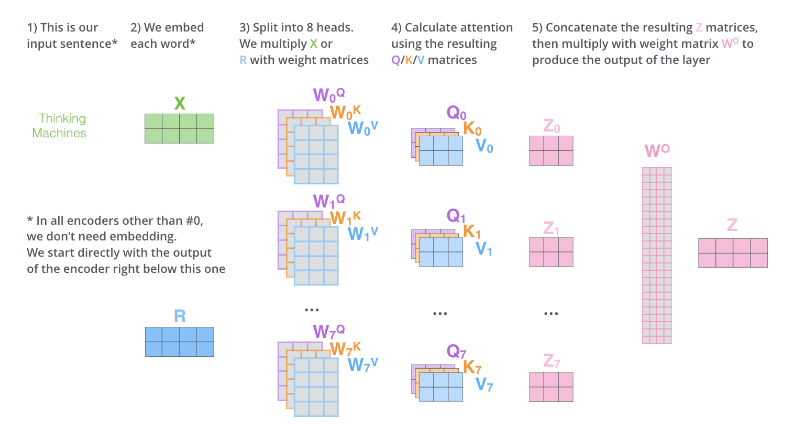 1) This is our
input sentence*
2) We embed
each word*
3) Split into 8 heads.
We multiply X or
R with weight matrices
4) Calculate attention
using the resulting
Q/K/V matrices
5) Concatenate the resulting Z matrices,
then multiply with weight matrix Wᴼ to
produce the output of the layer
Thinking
Machines
X
W₀Q
W₀K
W₀V
Q₀
K₀
V₀
Z₀
Wᴼ
* In all encoders other than #0,
we don’t need embedding.
We start directly with the output
of the encoder right below this one
W₁Q
W₁K
W₁V
Q₁
K₁
V₁
Z₁
Z
...
...
...
R
W₇Q
W₇K
W₇V
Q₇
K₇
V₇
Z₇